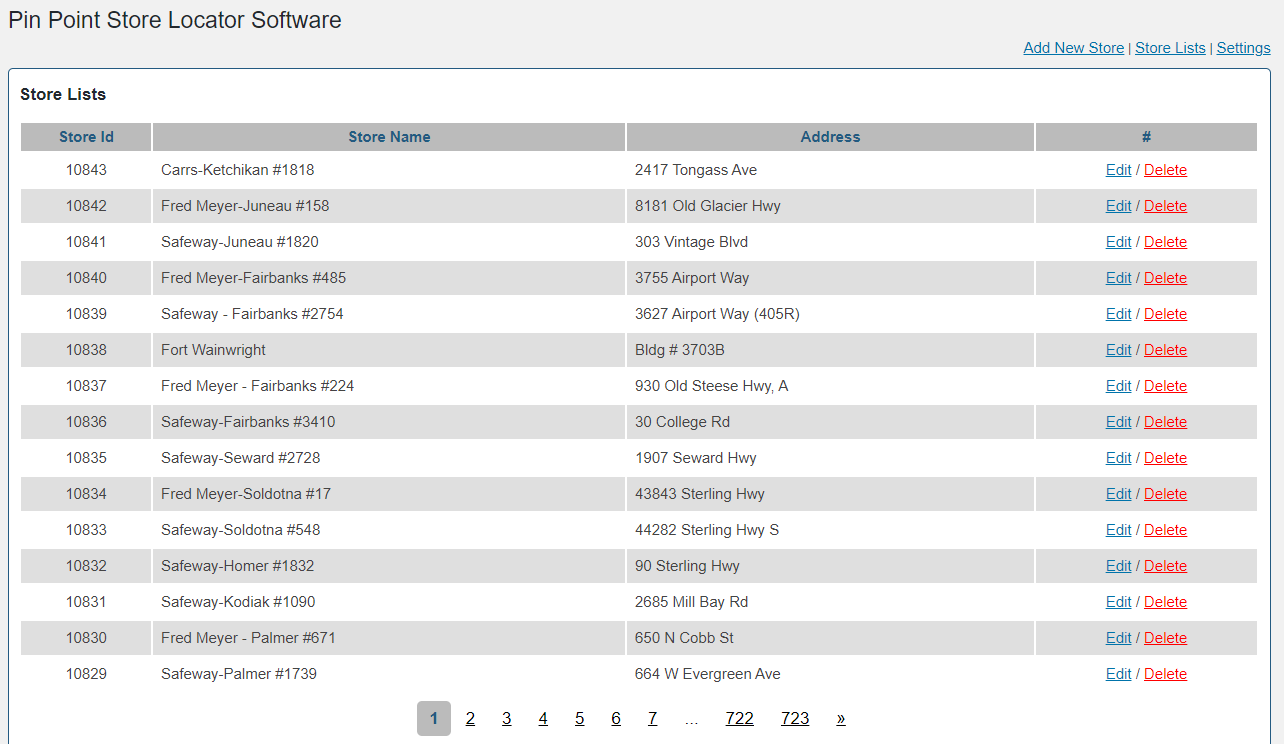 Pin Point Store Locator Software
Add New Store | Store Lists | Settings
Store Lists
Store Id Store Name Address #
10843 Carrs-Ketchikan #1818 2417 Tongass Ave Edit / Delete
10842 Fred Meyer-Juneau #158 8181 Old Glacier Hwy Edit / Delete
10841 Safeway-Juneau #1820 303 Vintage Blvd Edit / Delete
10840 Fred Meyer-Fairbanks #485 3755 Airport Way Edit / Delete
10839 Safeway - Fairbanks #2754 3627 Airport Way (405R) Edit / Delete
10838 Fort Wainwright Bldg # 3703B Edit / Delete
10837 Fred Meyer - Fairbanks #224 930 Old Steese Hwy, A Edit / Delete
10836 Safeway-Fairbanks #3410 30 College Rd Edit / Delete
10835 Safeway-Seward #2728 1907 Seward Hwy Edit / Delete
10834 Fred Meyer-Soldotna #17 43843 Sterling Hwy Edit / Delete
10833 Safeway-Soldotna #548 44282 Sterling Hwy S Edit / Delete
10832 Safeway-Homer #1832 90 Sterling Hwy Edit / Delete
10831 Safeway-Kodiak #1090 2685 Mill Bay Rd Edit / Delete
10830 Fred Meyer - Palmer #671 650 N Cobb St Edit / Delete
10829 Safeway-Palmer #1739 664 W Evergreen Ave Edit / Delete
1 2 3 4 5 6 7 ... 722 723 »